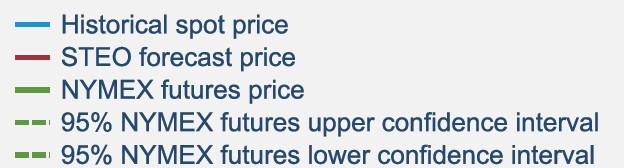 Historical spot price
STEO forecast price
NYMEX futures price
95% NYMEX futures upper confidence interval
95% NYMEX futures lower confidence interval